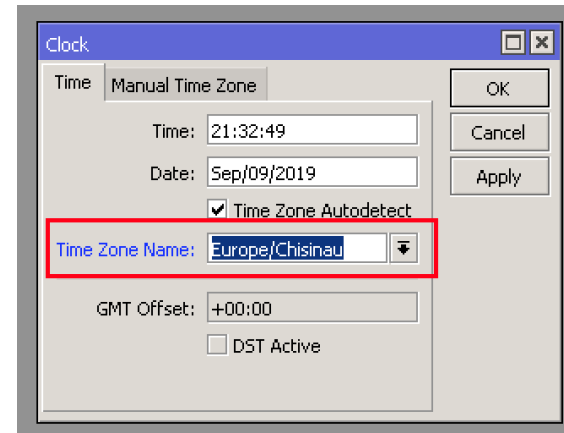 Clock
Time Manual Time Zone
OK
Time: 21:32:49
Cancel
Date: Sep/09/2019
Apply
Time Zone Autodetect
Time Zone Name: Europe/Chisinau
GMT Offset: +00:00
DST Active